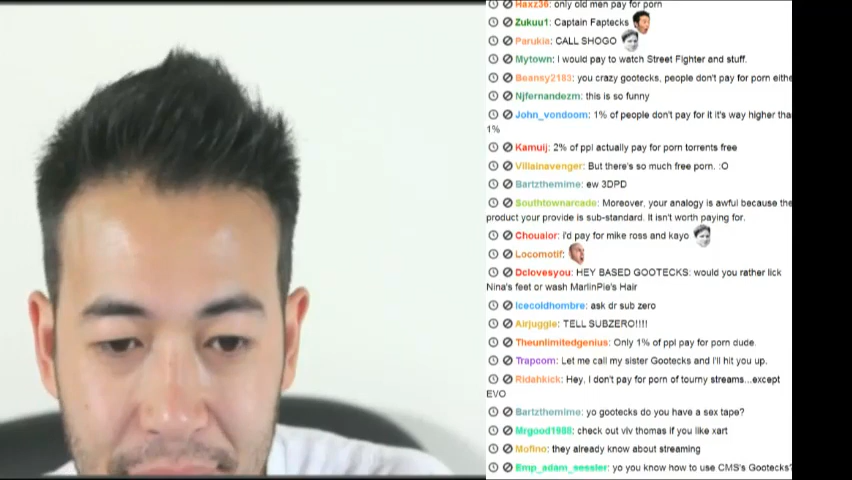 Haxz36: only old men pay for porn
Zukuu1: Captain Faptecks
Parukia: CALL SHOGO
Mytown: I would pay to watch Street Fighter and stuff.
Beansy2183: you crazy gootecks, people don't pay for porn eithe
Njfernandezm: this is so funny
John_vondoom: 1% of people don't pay for it it's way higher tha
1%
Kamuij: 2% of ppl actually pay for porn torrents free
Villainavenger: But there's so much free porn. :O
Bartzthemime: ew 3DPD
Southtownarcade: Moreover, your analogy is awful because the
product your provide is sub-standard. It isn't worth paying for.
Choualor: i'd pay for mike ross and kayo
Locomotif:
Dclovesyou: HEY BASED GOOTECKS: would you rather lick
Nina's feet or wash MarlinPie's Hair
Icecoldhombre: ask dr sub zero
Airjuggle: TELL SUBZERO!!!!
Theunlimitedgenius: Only 1% of ppl pay for porn dude.
Trapcom: Let me call my sister Gootecks and I'll hit you up.
Ridahkick: Hey, I don't pay for porn of tourny streams...except
EVO
Bartzthemime: yo gootecks do you have a sex tape?
Mrgood1988: check out viv thomas if you like xart
Mofino: they already know about streaming
Emp_adam_sessler: yo you know how to use CMS's Gootecks?